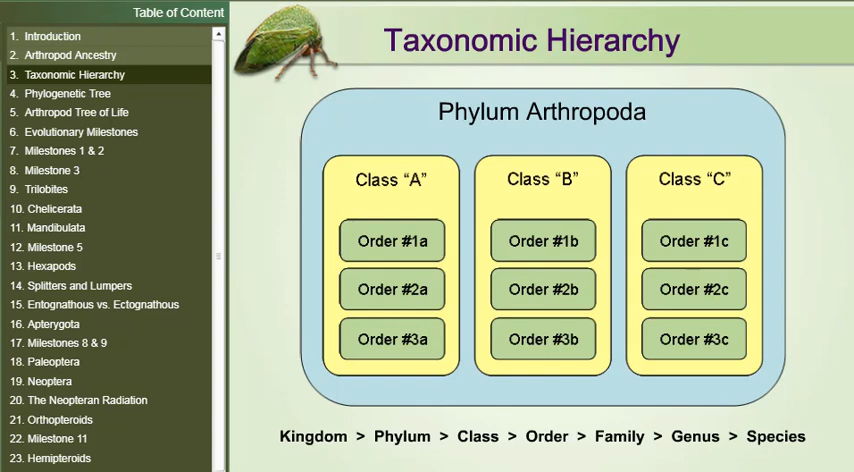 Table of Content
1. Introduction
2. Arthropod Ancestry
3. Taxonomic Hierarchy
4. Phylogenetic Tree
5. Arthropod Tree of Life
6. Evolutionary Milestones
7. Milestones 1 & 2
8. Milestone 3
9. Trilobites
10. Chelicerata
11. Mandibulata
12. Milestone 5
13. Hexapods
14. Splitters and Lumpers
15. Entognathous vs. Ectognathous
16. Apterygota
17. Milestones 8 & 9
18. Paleoptera
19. Neoptera
20. The Neopteran Radiation
21. Orthopteroids
22. Milestone 11
23. Hemipteroids
Taxonomic Hierarchy
Phylum Arthropoda
Class “A”
Order #1a
Order #2a
Order #3a
Class “B”
Order #1b
Order #2b
Order #3b
Class “C”
Order #1c
Order #2c
Order #3c
Kingdom > Phylum > Class > Order > Family > Genus > Species